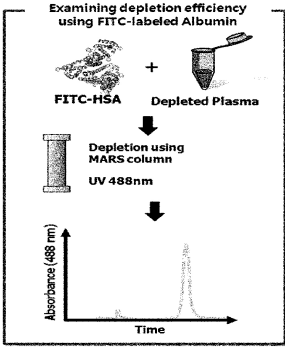 Examining depletion efficiency
using FITC-labeled Albumin
+
FITC-HSA
Depleted Plasma
Depletion using
MARS column
UV 488nm
Absorbance (488 nm)
Time